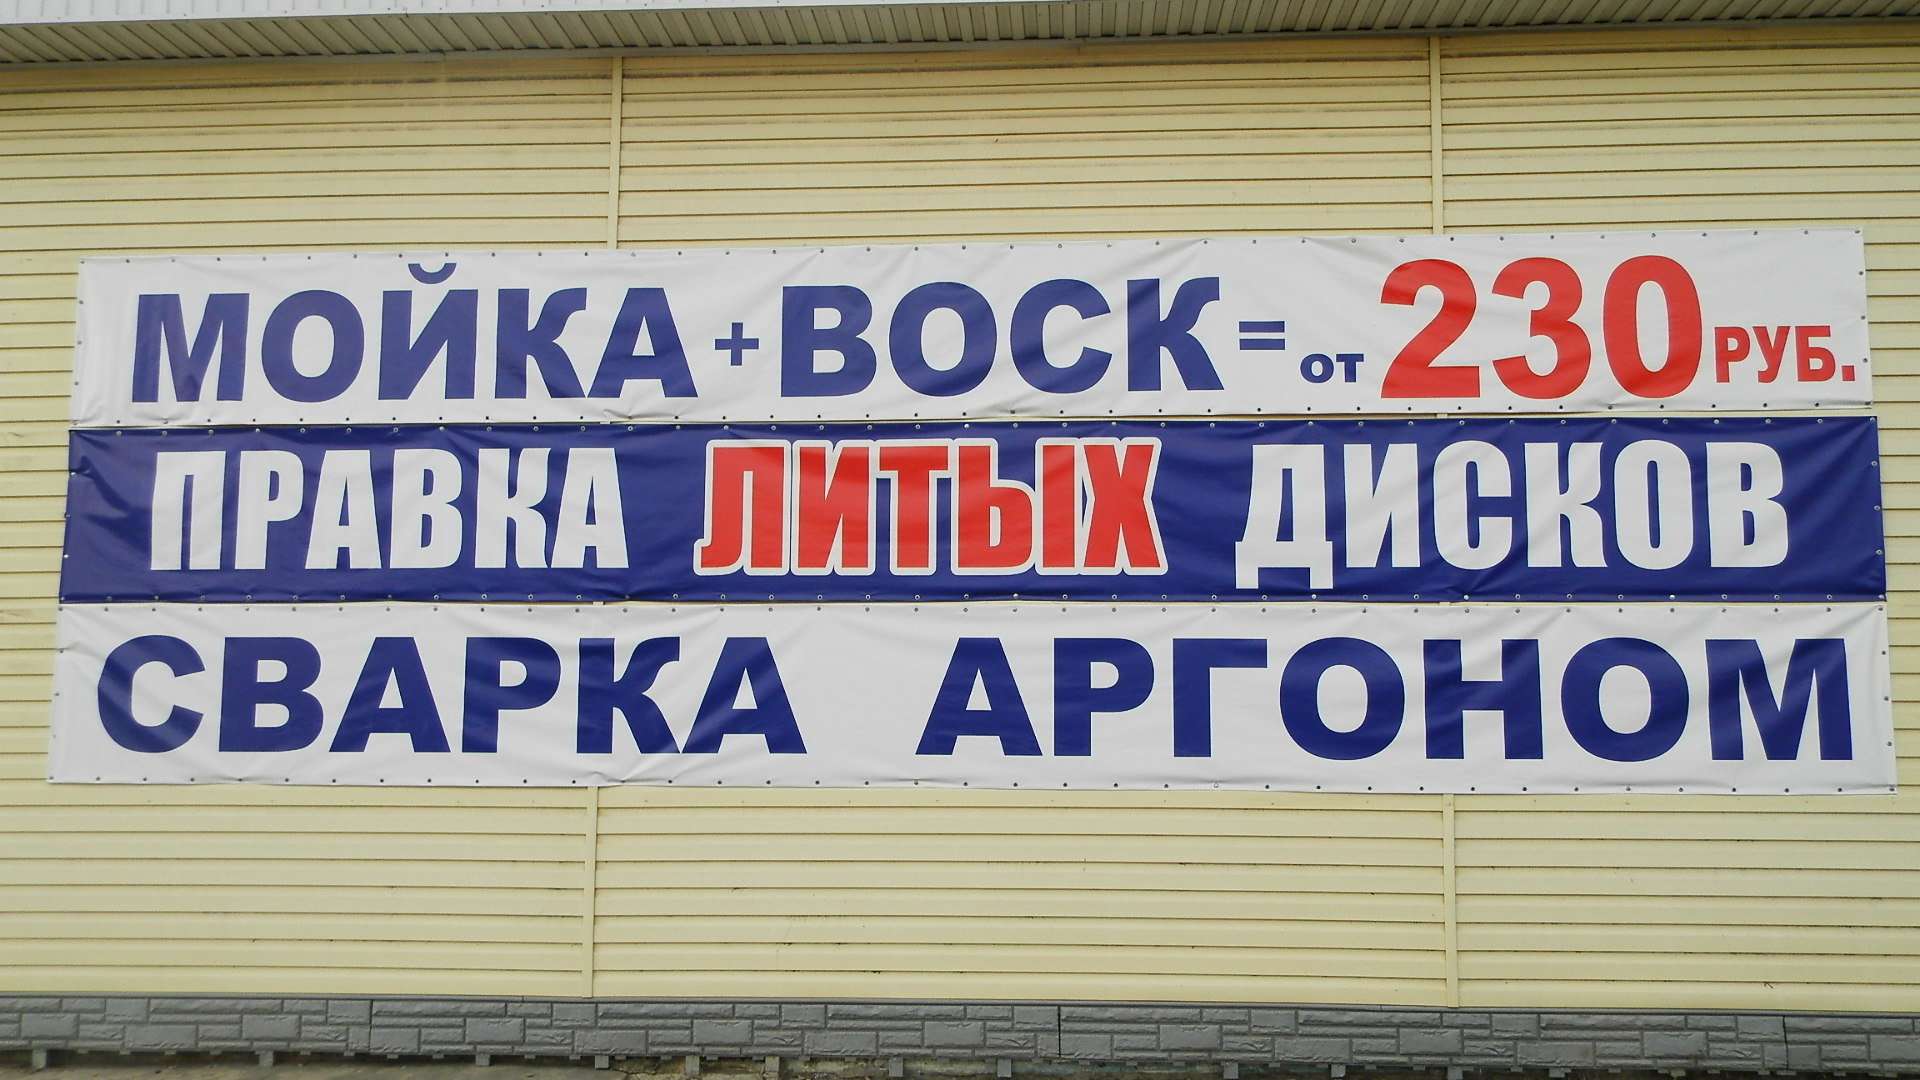 МОЙКА + ВОСК = от 230 РУБ.
ПРАВКА ЛИТЫХ ДИСКОВ
СВАРКА АРГОНОМ